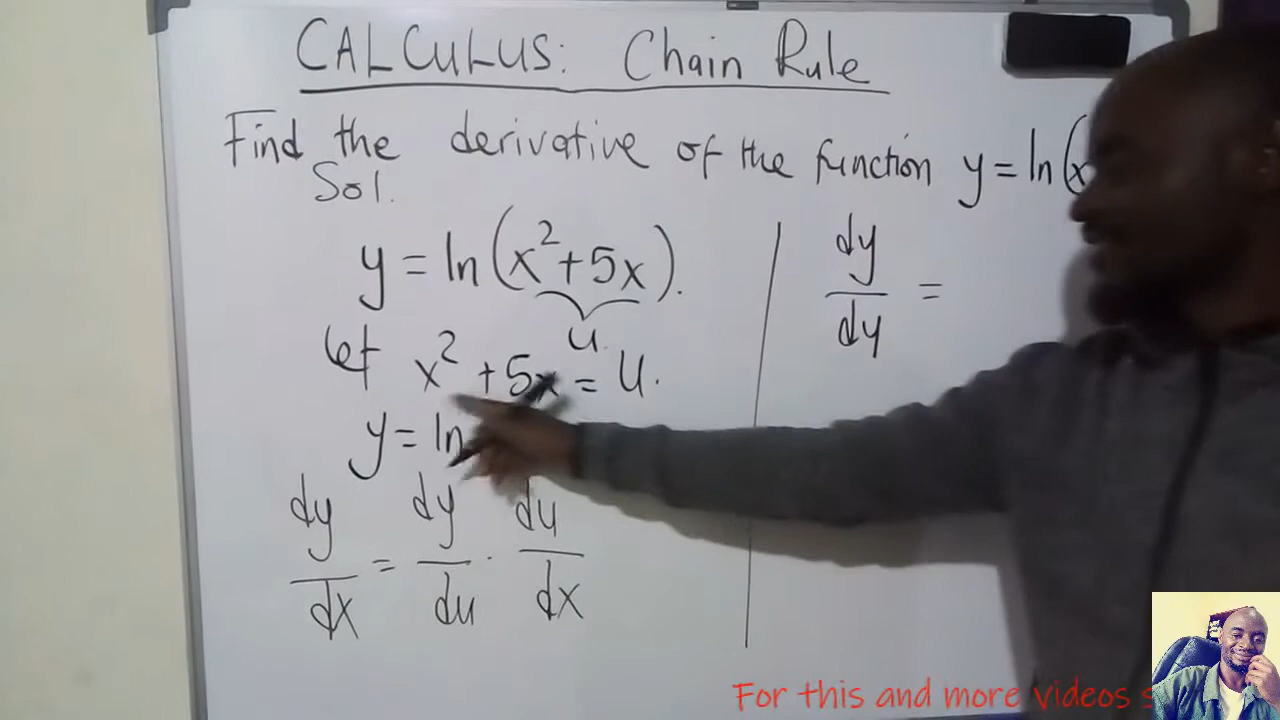 CALCULUS: Chain Rule
Find the derivative of the function y = ln(x
Sol.
y = ln(x² + 5x).
u
Let x² + 5x = u.
y = ln
dy/dx = dy/du · du/dx
dy/dy =
For this and more videos s